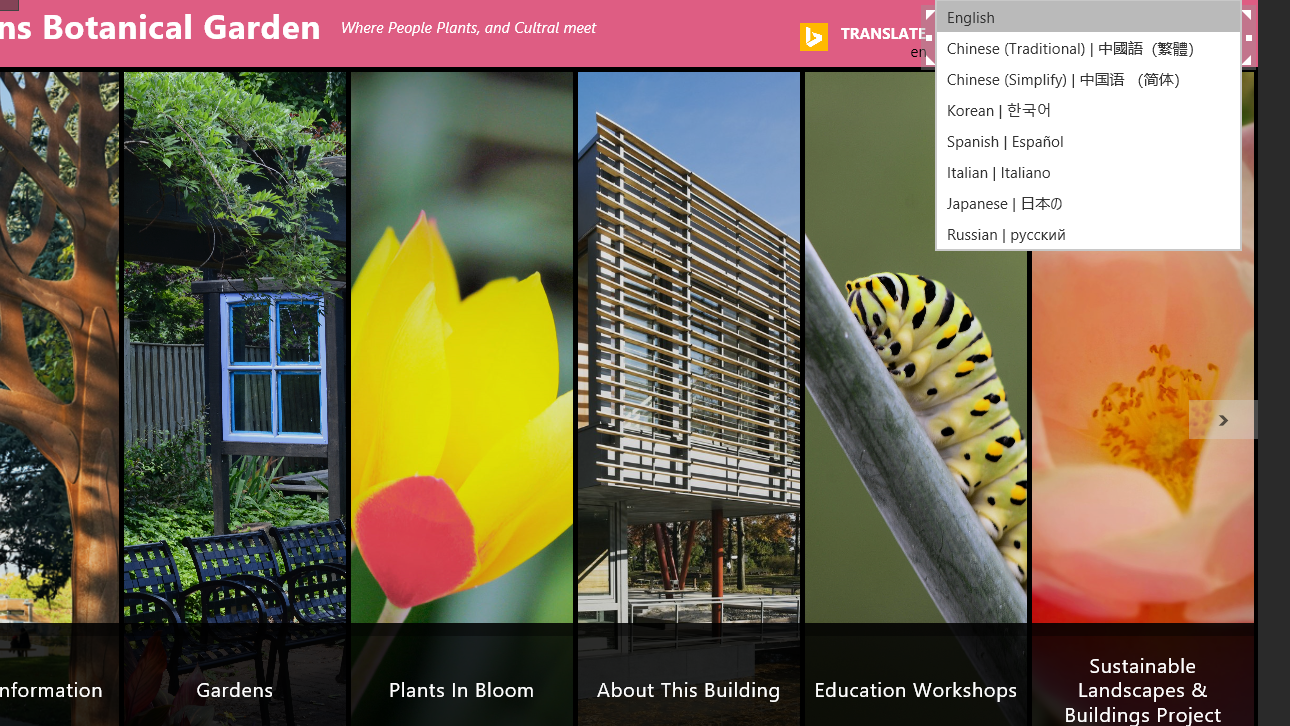 ns Botanical Garden
Where People Plants, and Cultral meet
TRANSLATE
en
English
Chinese (Traditional) | 中國語（繁體）
Chinese (Simplify) | 中国语 （简体）
Korean | 한국어
Spanish | Español
Italian | Italiano
Japanese | 日本の
Russian | русский
nformation
Gardens
Plants In Bloom
About This Building
Education Workshops
Sustainable
Landscapes &
Buildings Project